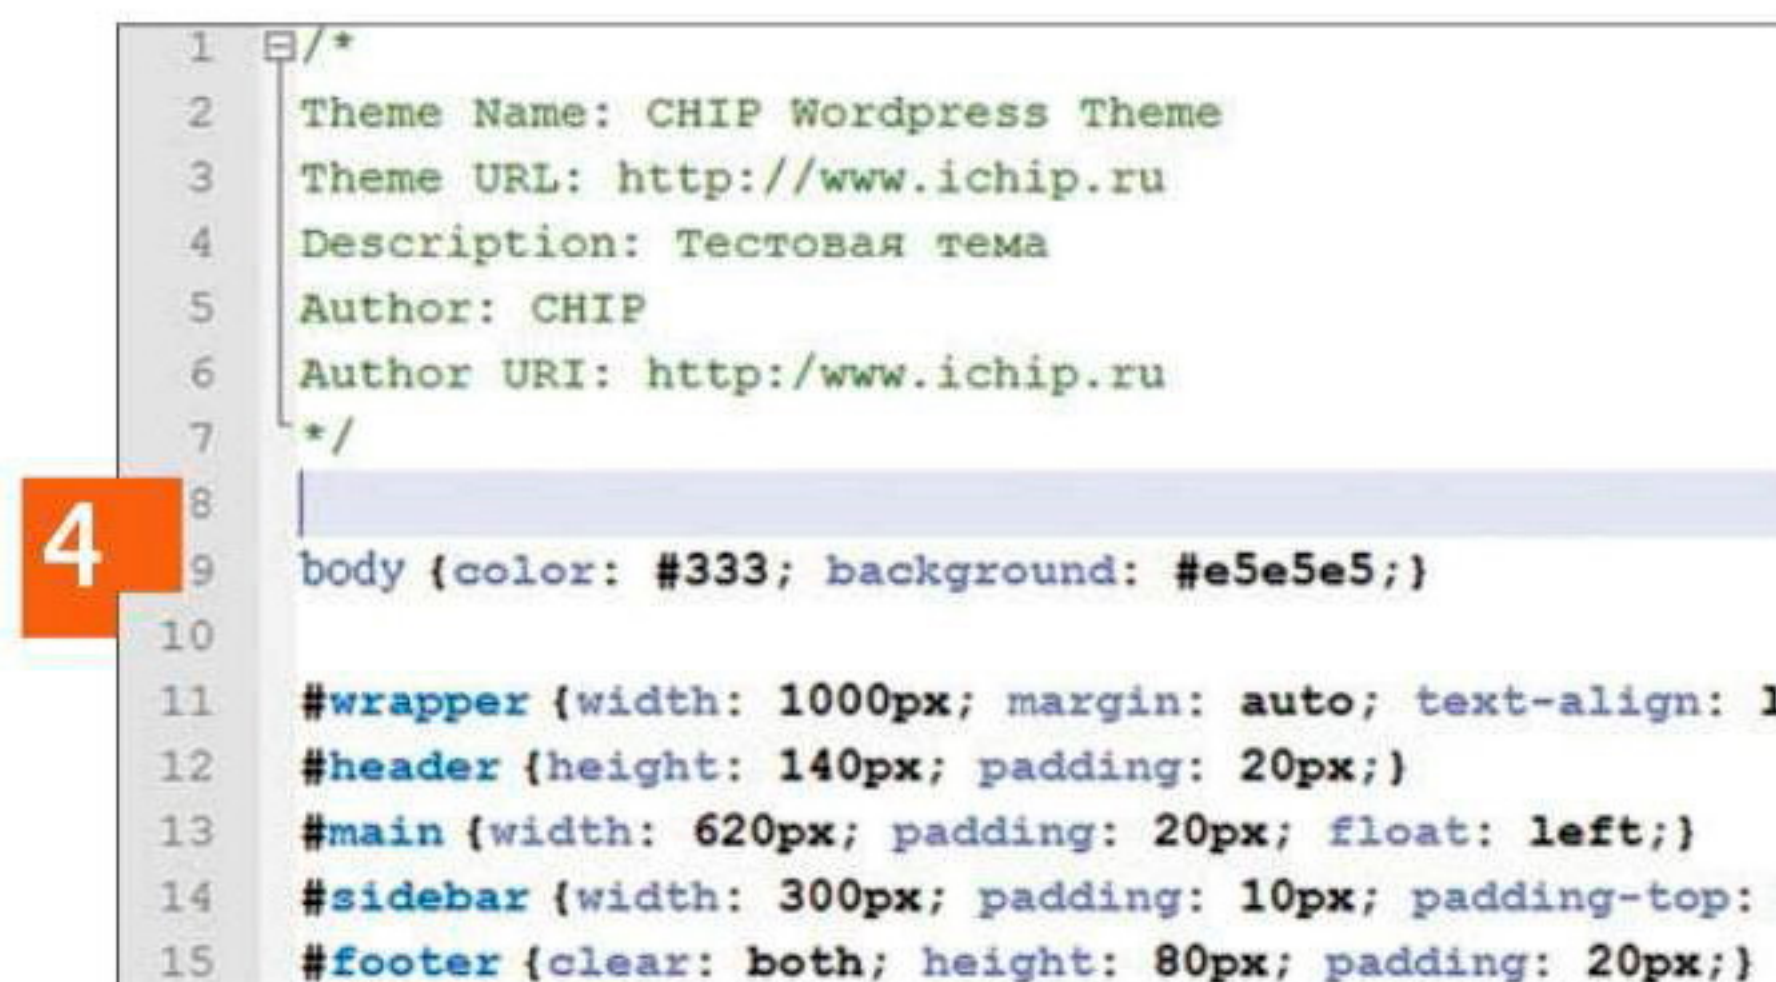 1 /*
2 Theme Name: CHIP Wordpress Theme
3 Theme URL: http://www.ichip.ru
4 Description: Тестовая тема
5 Author: CHIP
6 Author URI: http:/www.ichip.ru
7 */
4 8
9 body {color: #333; background: #e5e5e5;}
10
11 #wrapper {width: 1000px; margin: auto; text-align:
12 #header {height: 140px; padding: 20px;}
13 #main {width: 620px; padding: 20px; float: left;}
14 #sidebar {width: 300px; padding: 10px; padding-top:
15 #footer {clear: both; height: 80px; padding: 20px;}